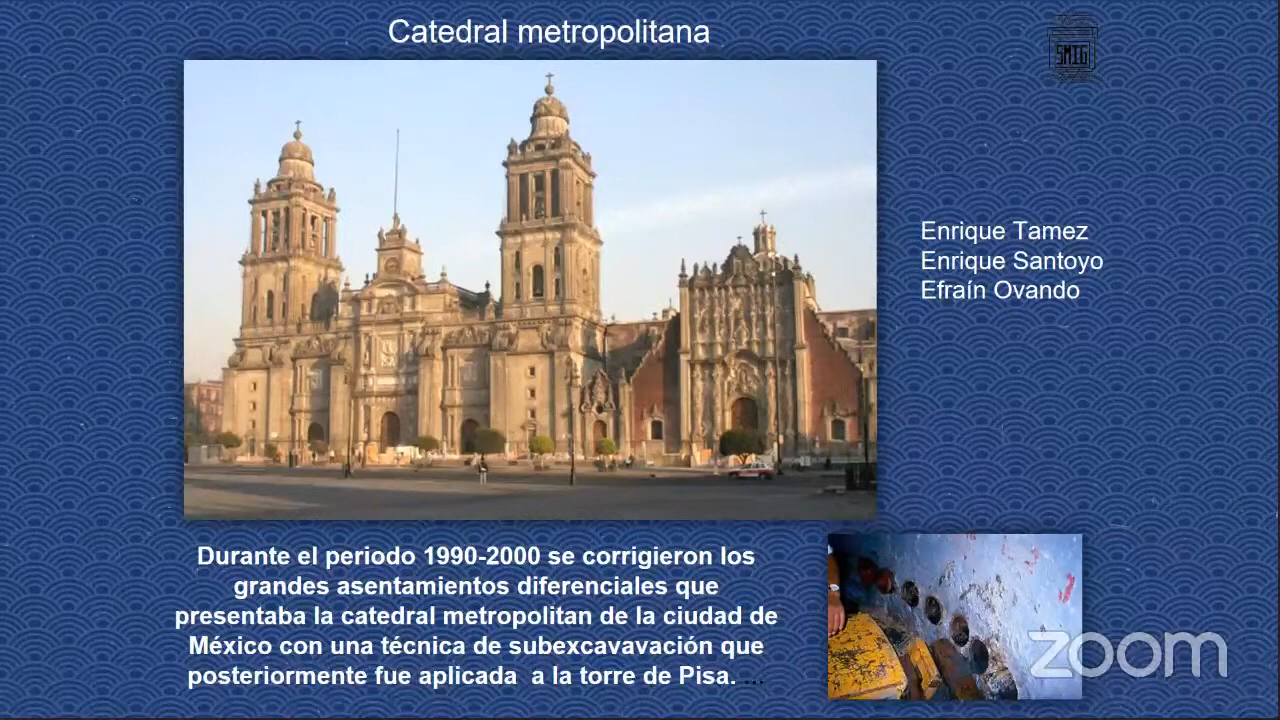 Catedral metropolitana
SMIG
Enrique Tamez
Enrique Santoyo
Efraín Ovando
Durante el periodo 1990-2000 se corrigieron los
grandes asentamientos diferenciales que
presentaba la catedral metropolitan de la ciudad de
México con una técnica de subexcavavación que
posteriormente fue aplicada  a la torre de Pisa. ...
zoom